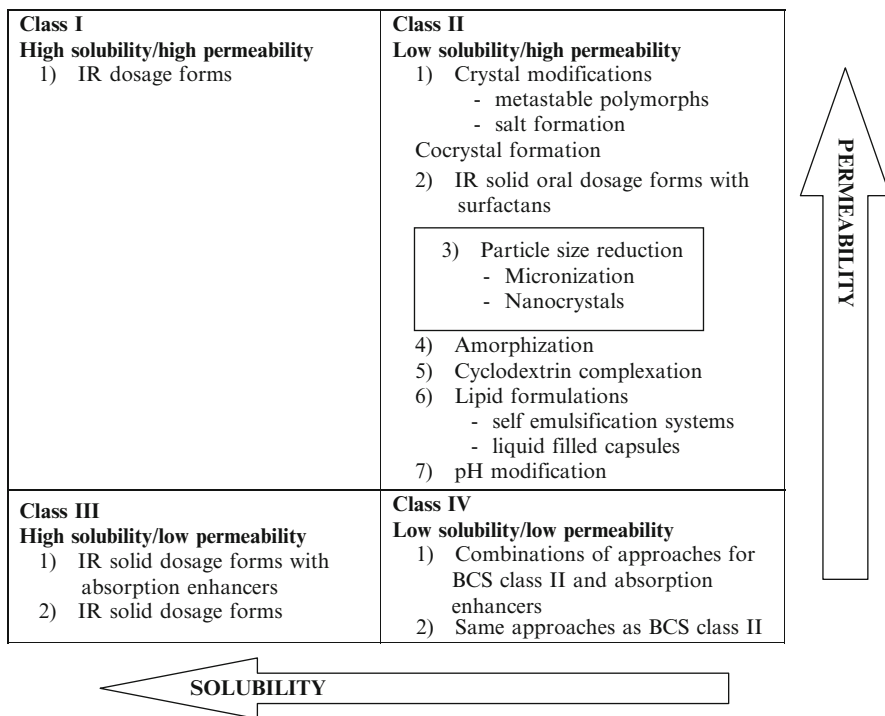 Class I
High solubility/high permeability
1) IR dosage forms
Class II
Low solubility/high permeability
1) Crystal modifications
- metastable polymorphs
- salt formation
Cocrystal formation
2) IR solid oral dosage forms with
surfactans
3) Particle size reduction
- Micronization
- Nanocrystals
4) Amorphization
5) Cyclodextrin complexation
6) Lipid formulations
- self emulsification systems
- liquid filled capsules
7) pH modification
Class III
High solubility/low permeability
1) IR solid dosage forms with
absorption enhancers
2) IR solid dosage forms
Class IV
Low solubility/low permeability
1) Combinations of approaches for
BCS class II and absorption
enhancers
2) Same approaches as BCS class II
PERMEABILITY
SOLUBILITY